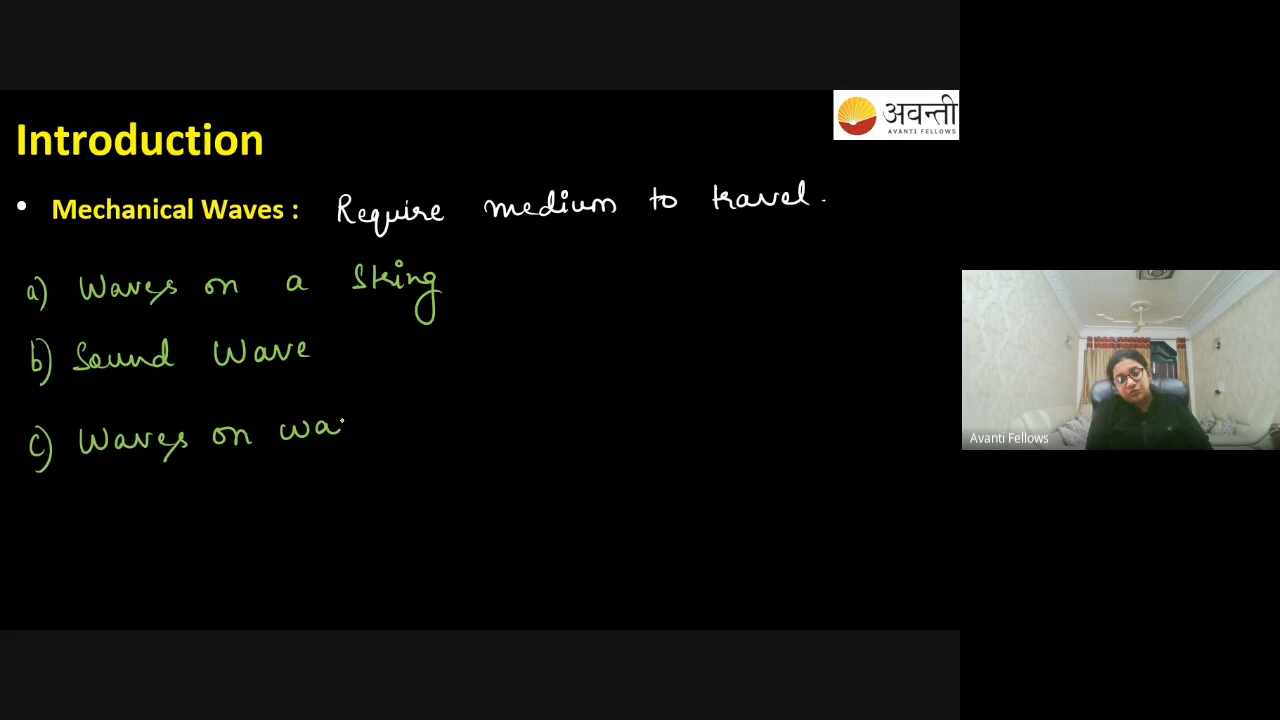 Introduction
अवन्ती
AVANTI FELLOWS
• Mechanical Waves : Require medium to travel.
a) Waves on a String
b) Sound Wave
c) Waves on wa
Avanti Fellows